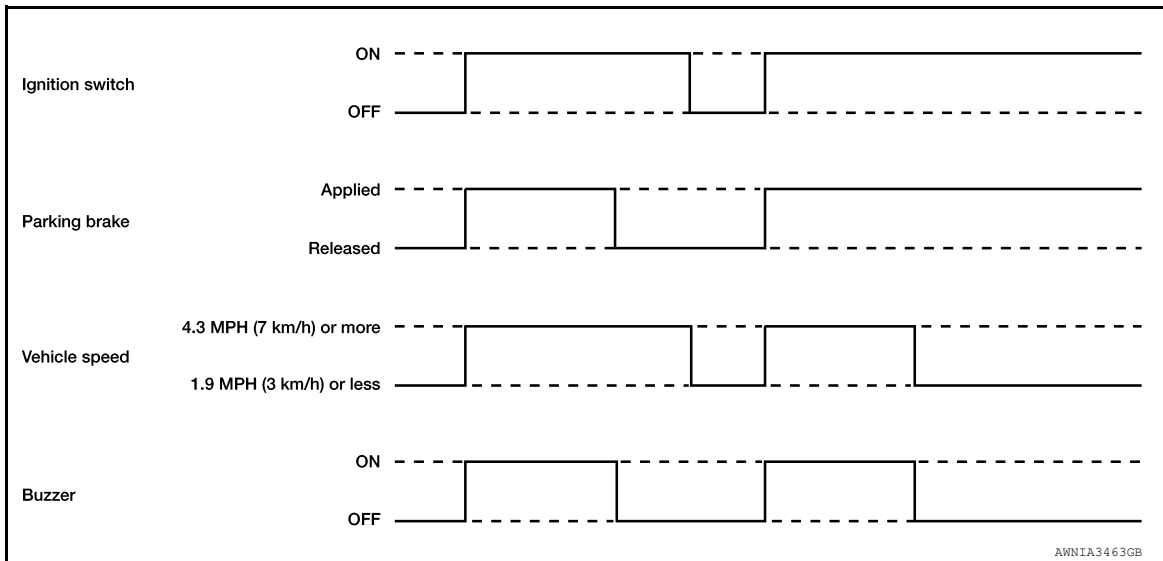 ON
Ignition switch
OFF
Applied
Parking brake
Released
4.3 MPH (7 km/h) or more
Vehicle speed
1.9 MPH (3 km/h) or less
ON
Buzzer
OFF
AWNIA3463GB